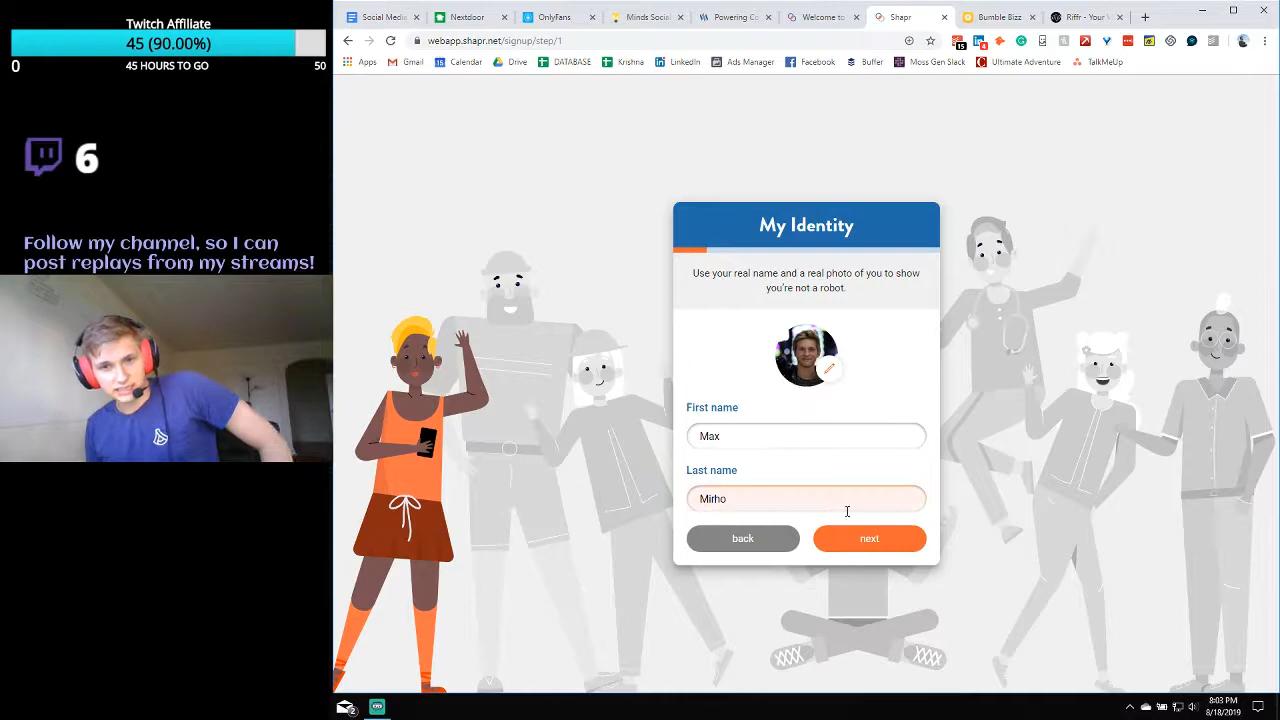 Twitch Affiliate
45 (90.00%)
0 45 HOURS TO GO 50
6
Follow my channel, so I can
post replays from my streams!
Social Media Nextdoor OnlyFans Minds Social Powering Co Welcome to Shapr Bumble Bizz Riffr - Your V
webapp.shapr.net/signup/step/1
15 4
Apps Gmail Calendar Drive DATABASE Krishna LinkedIn Ads Manager Facebook Buffer Moss Gen Slack Ultimate Adventure TalkMeUp
My Identity
Use your real name and a real photo of you to show
you're not a robot.
First name
Max
Last name
Mirho
back next
2
8:03 PM
8/18/2019